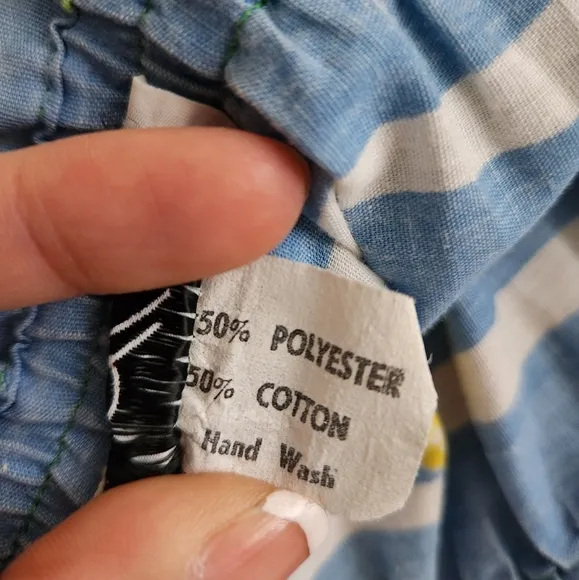 50% POLYESTER
50% COTTON
Hand Wash